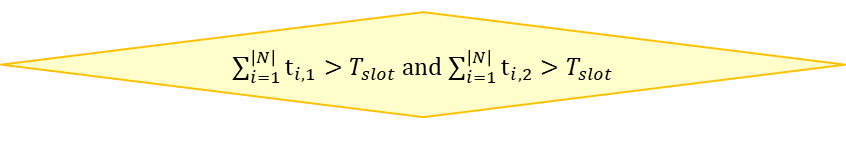 ∑_{i=1}^{|N|} t_{i,1} > T_{slot} and ∑_{i=1}^{|N|} t_{i,2} > T_{slot}